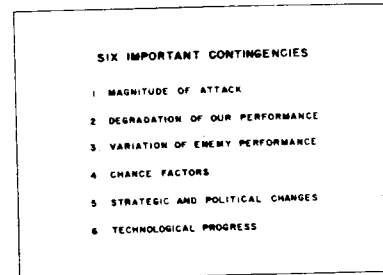 SIX IMPORTANT CONTINGENCIES
1 MAGNITUDE OF ATTACK
2 DEGRADATION OF OUR PERFORMANCE
3 VARIATION OF ENEMY PERFORMANCE
4 CHANCE FACTORS
5 STRATEGIC AND POLITICAL CHANGES
6 TECHNOLOGICAL PROGRESS